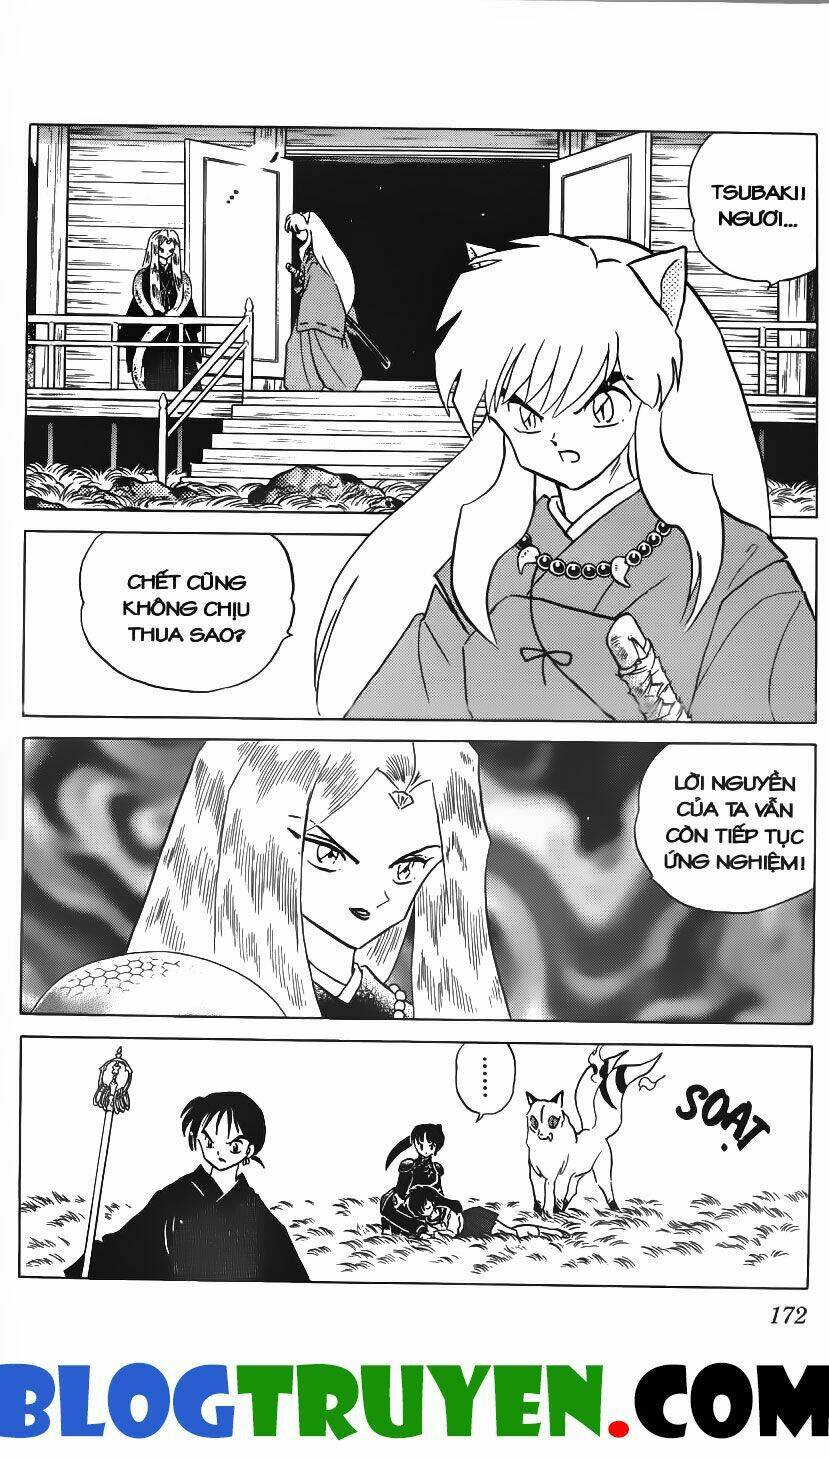 TSUBAKI!
NGƯƠI...
CHẾT CŨNG
KHÔNG CHỊU
THUA SAO?
LỜI NGUYỀN
CỦA TA VẪN
CÒN TIẾP TỤC
ỨNG NGHIỆM!
......
SOẠT
172
BLOGTRUYEN.COM